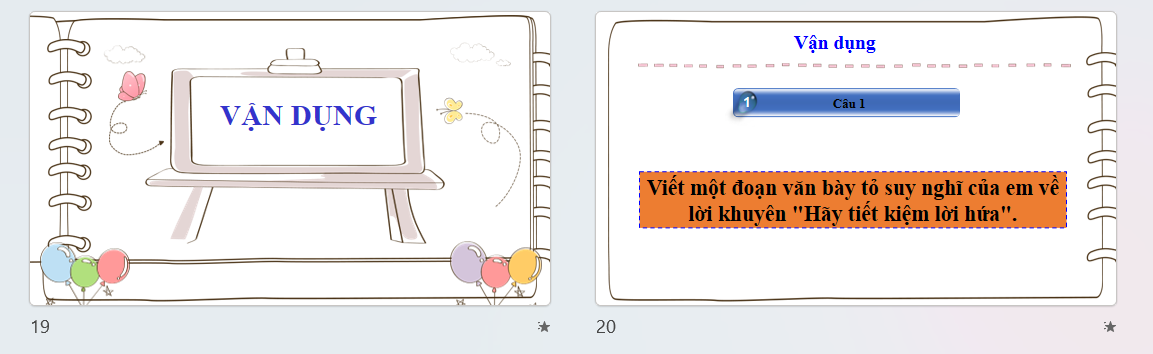 VẬN DỤNG
19
Vận dụng
1
Câu 1
Viết một đoạn văn bày tỏ suy nghĩ của em về
lời khuyên "Hãy tiết kiệm lời hứa".
20